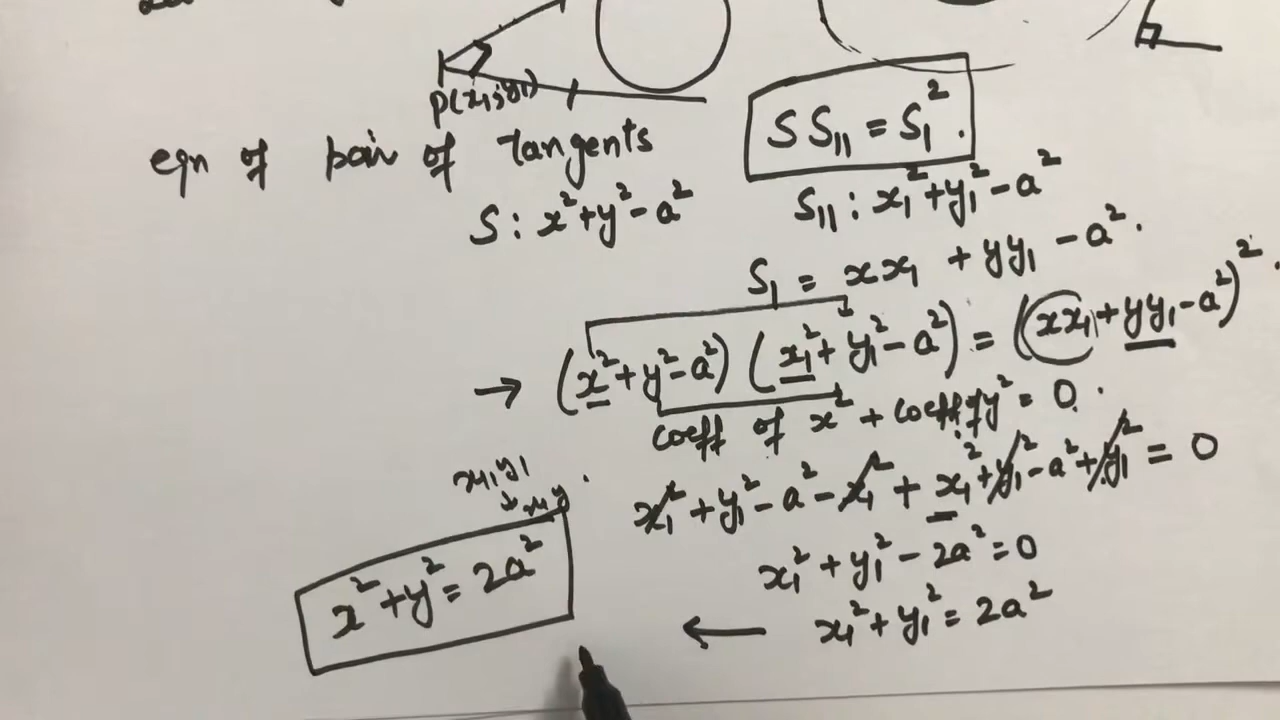 P(x₁,y₁)
eqn of pair of tangents
SS₁₁ = S₁².
S : x² + y² - a²
S₁₁ : x₁² + y₁² - a²
S₁ = xx₁ + yy₁ - a².
→ (x² + y² - a²) (x₁² + y₁² - a²) = (xx₁ + yy₁ - a²)².
coeff of x² + coeff of y² = 0.
x₁² + y₁² - a² - x₁² + x₁² + y₁² - a² + y₁² = 0
x₁² + y₁² - 2a² = 0
x₁² + y₁² = 2a²
←
x₁ y₁
x, y.
x² + y² = 2a²